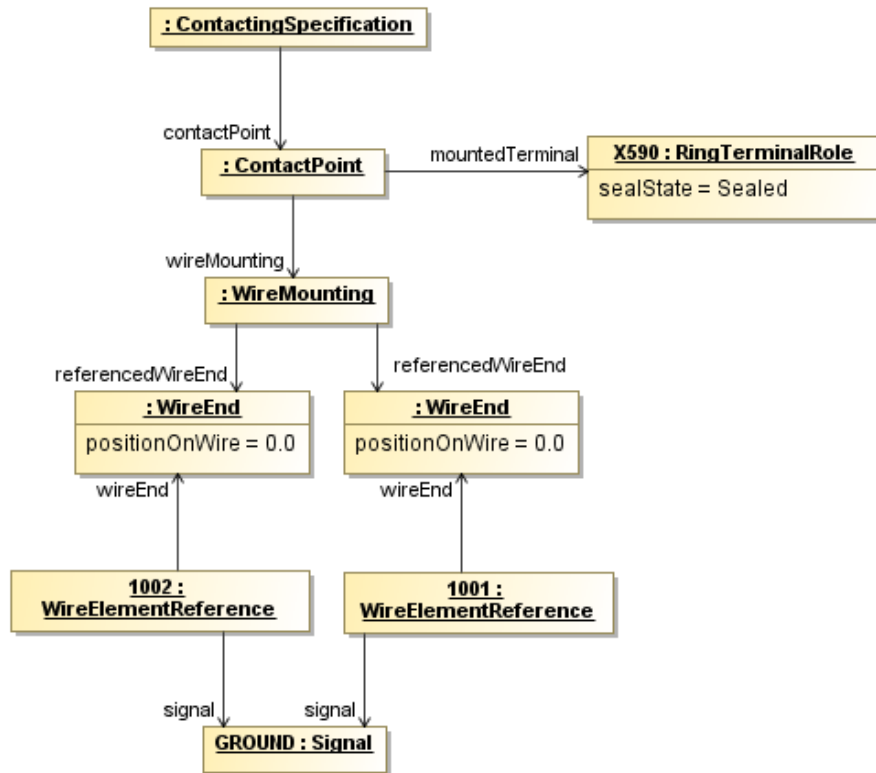 : ContactingSpecification
contactPoint
: ContactPoint
mountedTerminal
X590 : RingTerminalRole
sealState = Sealed
wireMounting
: WireMounting
referencedWireEnd
referencedWireEnd
: WireEnd
positionOnWire = 0.0
: WireEnd
positionOnWire = 0.0
wireEnd
wireEnd
1002 :
WireElementReference
1001 :
WireElementReference
signal
signal
GROUND : Signal